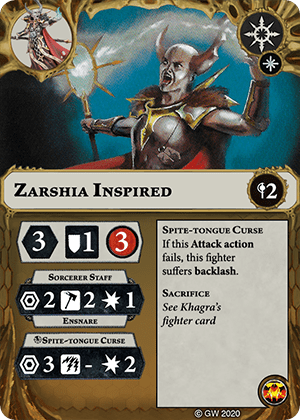 Zarshia Inspired
2
3 1 3
Sorcerer Staff
2 2 1
Ensnare
Spite-tongue Curse
3 - 2
Spite-tongue Curse
If this Attack action
fails, this fighter
suffers backlash.
Sacrifice
See Khagra's
fighter card
© GW 2020